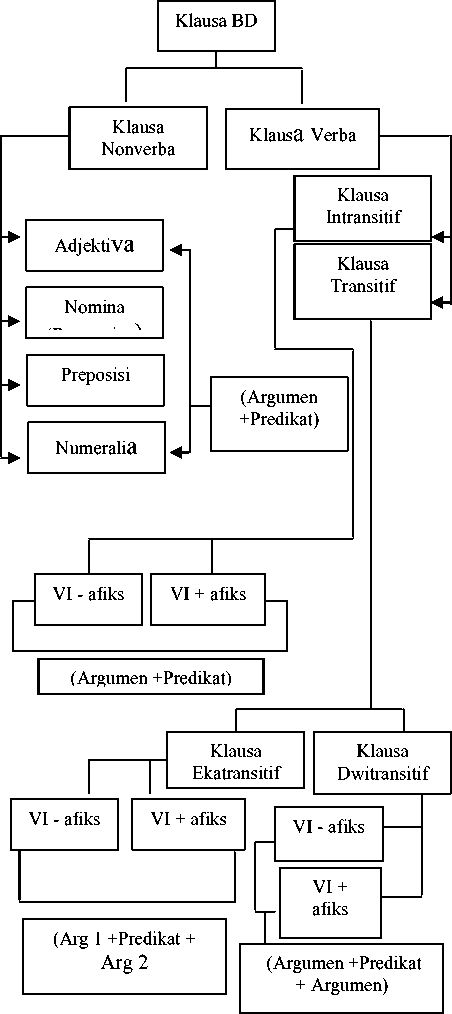 Klausa BD
Klausa
Nonverba
Klausa Verba
Klausa
Intransitif
Klausa
Transitif
Adjektiva
Nomina
Preposisi
Numeralia
(Argumen
+Predikat)
VI - afiks
VI + afiks
(Argumen +Predikat)
Klausa
Ekatransitif
Klausa
Dwitransitif
VI - afiks
VI + afiks
VI - afiks
VI +
afiks
(Arg 1 +Predikat +
Arg 2
(Argumen +Predikat
+ Argumen)